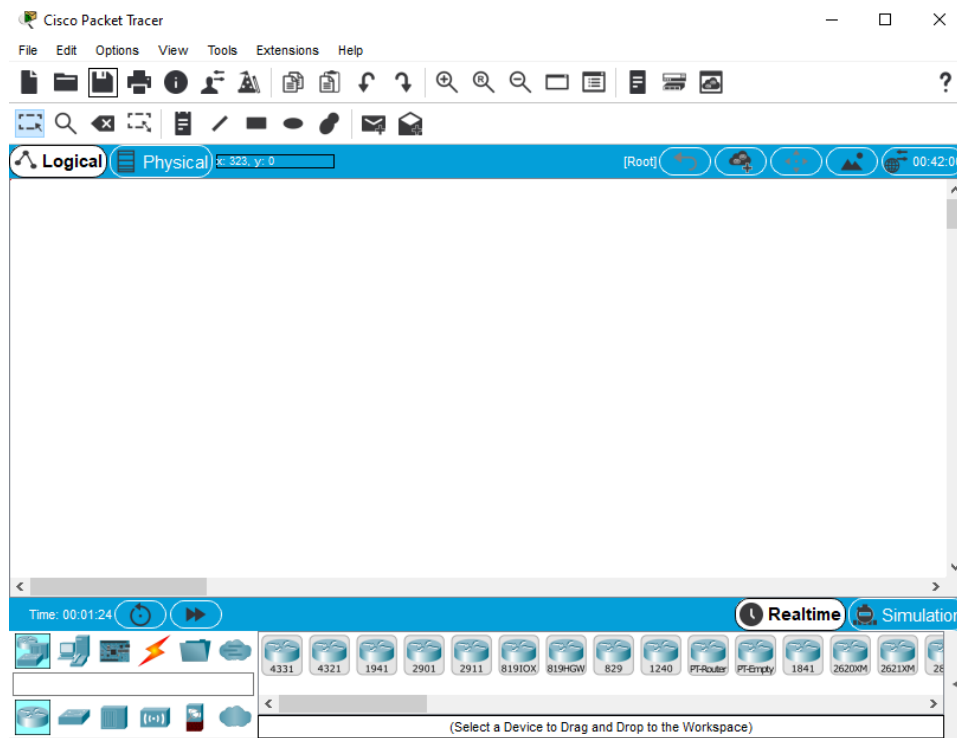 Cisco Packet Tracer
File Edit Options View Tools Extensions Help
?
Logical Physical x: 323, y: 0 [Root] 00:42:00
Time: 00:01:24 Realtime Simulation
4331 4321 1941 2901 2911 819IOX 819HGW 829 1240 PT-Router PT-Empty 1841 2620XM 2621XM 28
(Select a Device to Drag and Drop to the Workspace)